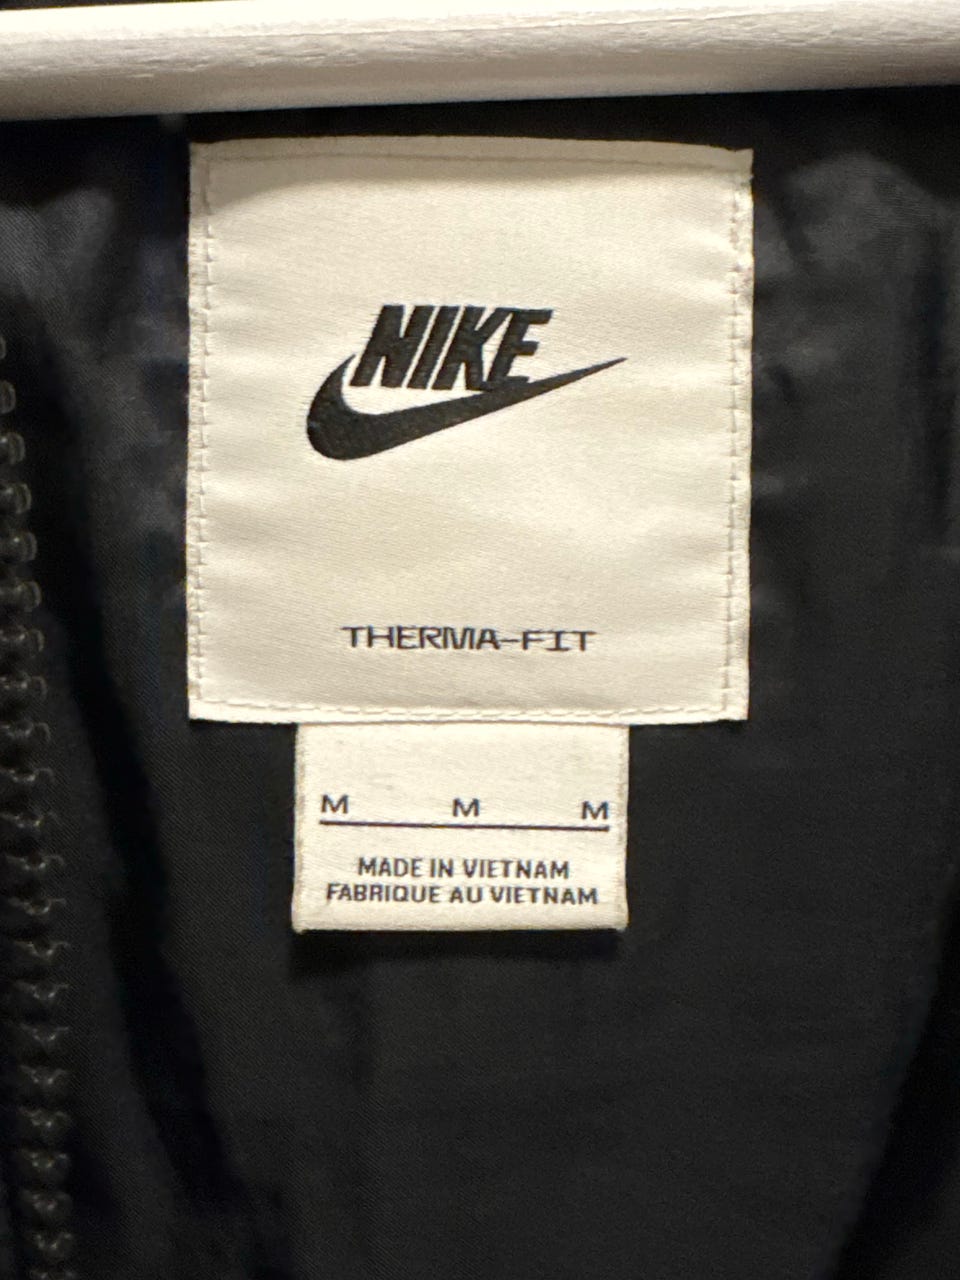 NIKE
THERMA-FIT
M M M
MADE IN VIETNAM
FABRIQUE AU VIETNAM